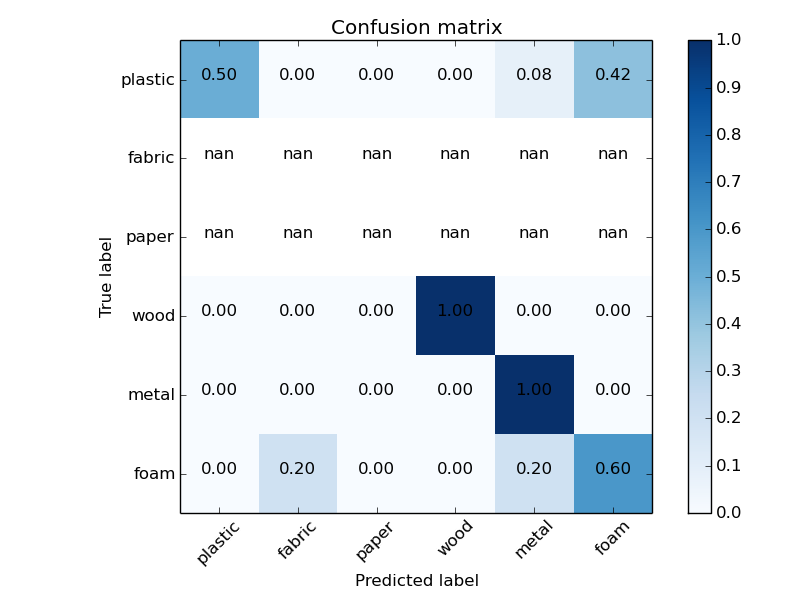 Confusion matrix
plastic 0.50 0.00 0.00 0.00 0.08 0.42
fabric nan nan nan nan nan nan
paper nan nan nan nan nan nan
wood 0.00 0.00 0.00 1.00 0.00 0.00
metal 0.00 0.00 0.00 0.00 1.00 0.00
foam 0.00 0.20 0.00 0.00 0.20 0.60
plastic fabric paper wood metal foam
Predicted label
True label
1.0
0.9
0.8
0.7
0.6
0.5
0.4
0.3
0.2
0.1
0.0